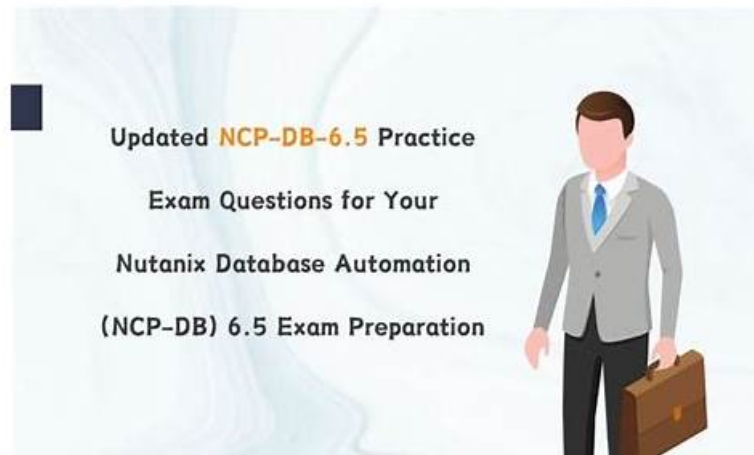 Updated NCP-DB-6.5 Practice
Exam Questions for Your
Nutanix Database Automation
(NCP-DB) 6.5 Exam Preparation